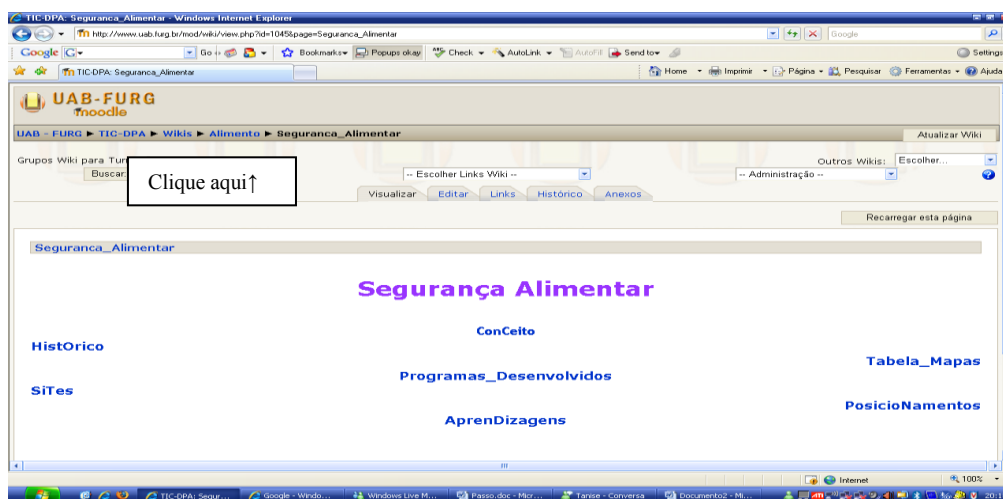 TIC-DPA: Seguranca_Alimentar - Windows Internet Explorer
http://www.uab.furg.br/mod/wiki/view.php?id=1045&page=Seguranca_Alimentar
Google
Google G Go Bookmarks Popups okay Check AutoLink AutoFill Send to Settings
TIC-DPA: Seguranca_Alimentar Home Imprimir Página Pesquisar Ferramentas Ajuda
UAB-FURG
moodle
UAB - FURG ► TIC-DPA ► Wikis ► Alimento ► Seguranca_Alimentar Atualizar Wiki
Grupos Wiki para Outros Wikis: Escolher...
Buscar -- Escolher Links Wiki -- -- Administração --
Clique aqui↑
Visualizar Editar Links Histórico Anexos
Recarregar esta página
Seguranca_Alimentar
Segurança Alimentar
ConCeito
HistOrico
Tabela_Mapas
Programas_Desenvolvidos
SiTes
PosicioNamentos
AprenDizagens
Internet 100%
TIC-DPA: Segur... Google - Windo... Windows Live M... Passo.doc - Micr... Tanise - Conversa Documento2 - Mi...